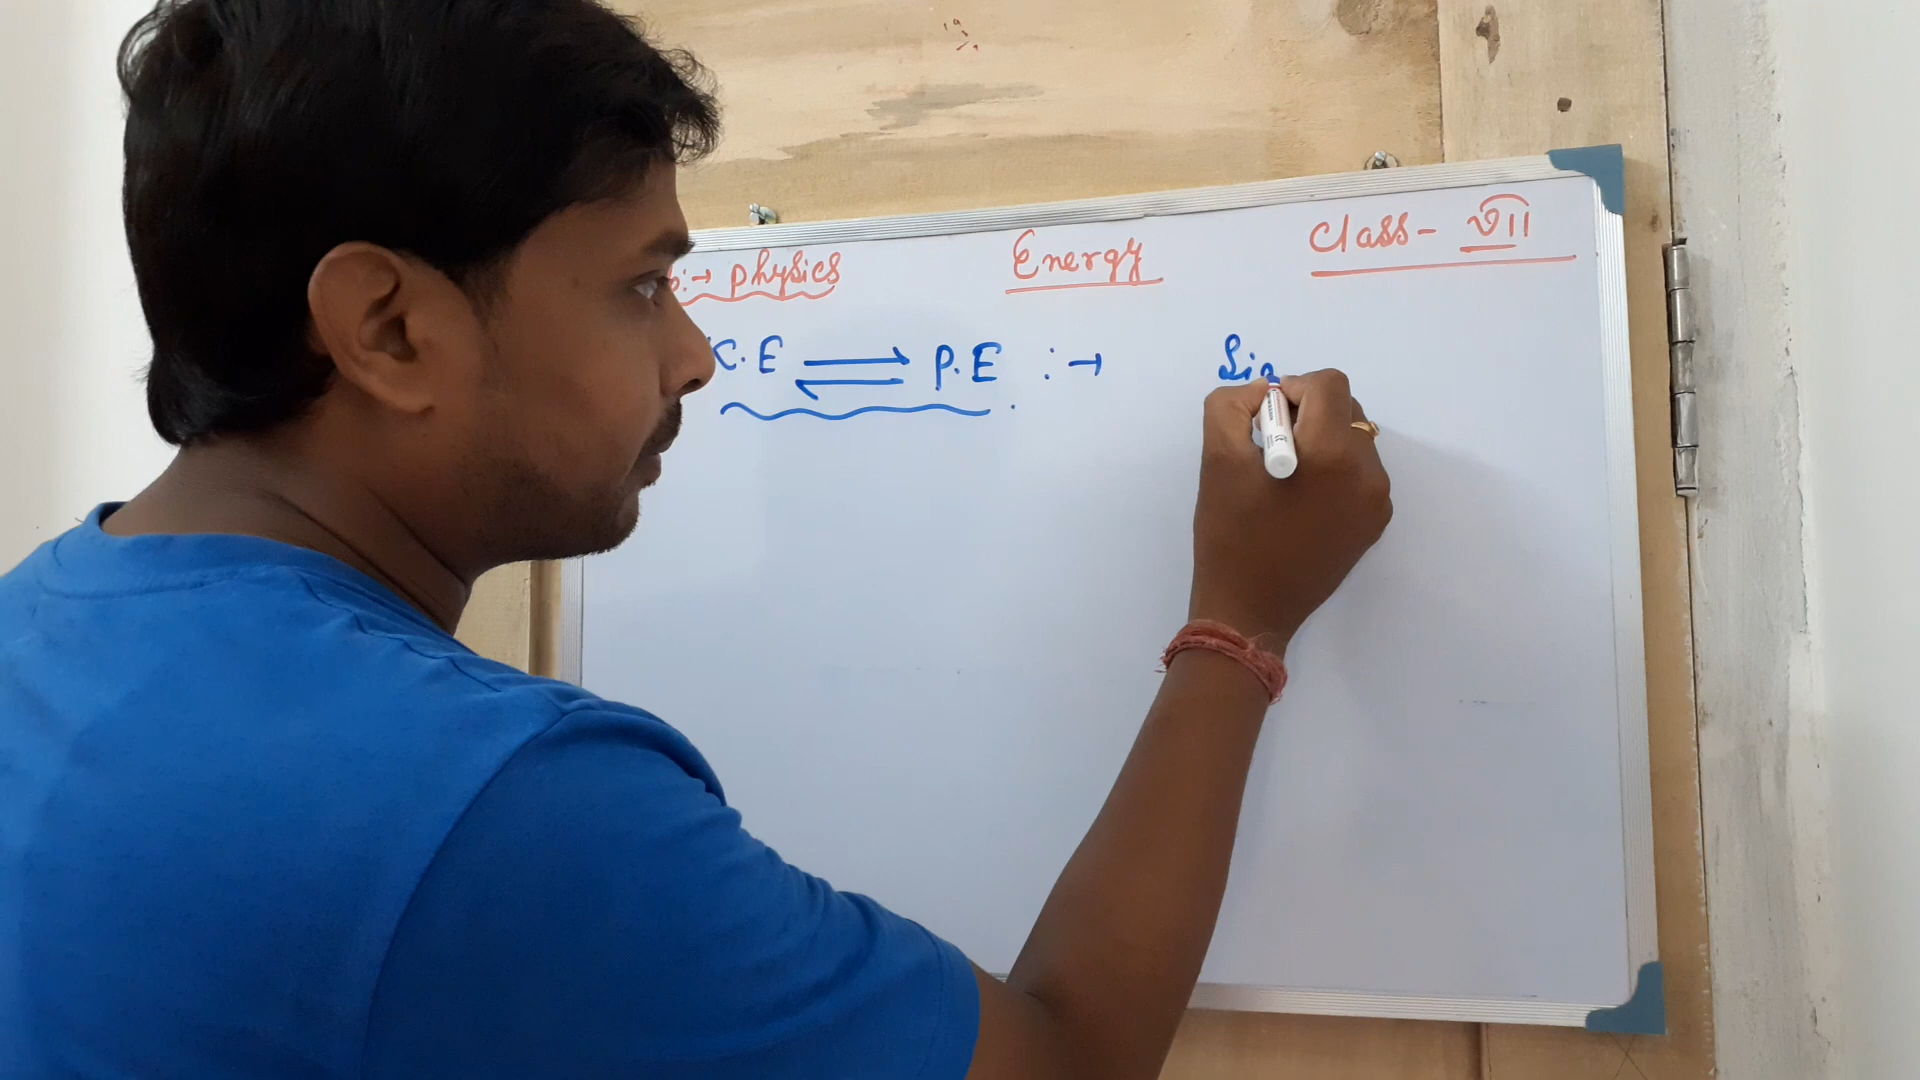 b:→ Physics Energy Class- VII
K.E ⇌ P.E :→